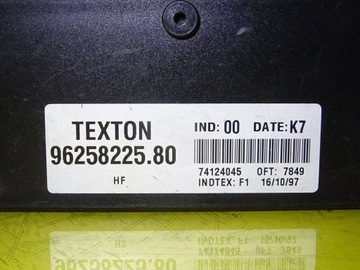 TEXTON
96258225.80
HF
IND: 00 DATE: K7
74124045 OFT: 7849
INDTEX: F1 16/10/97